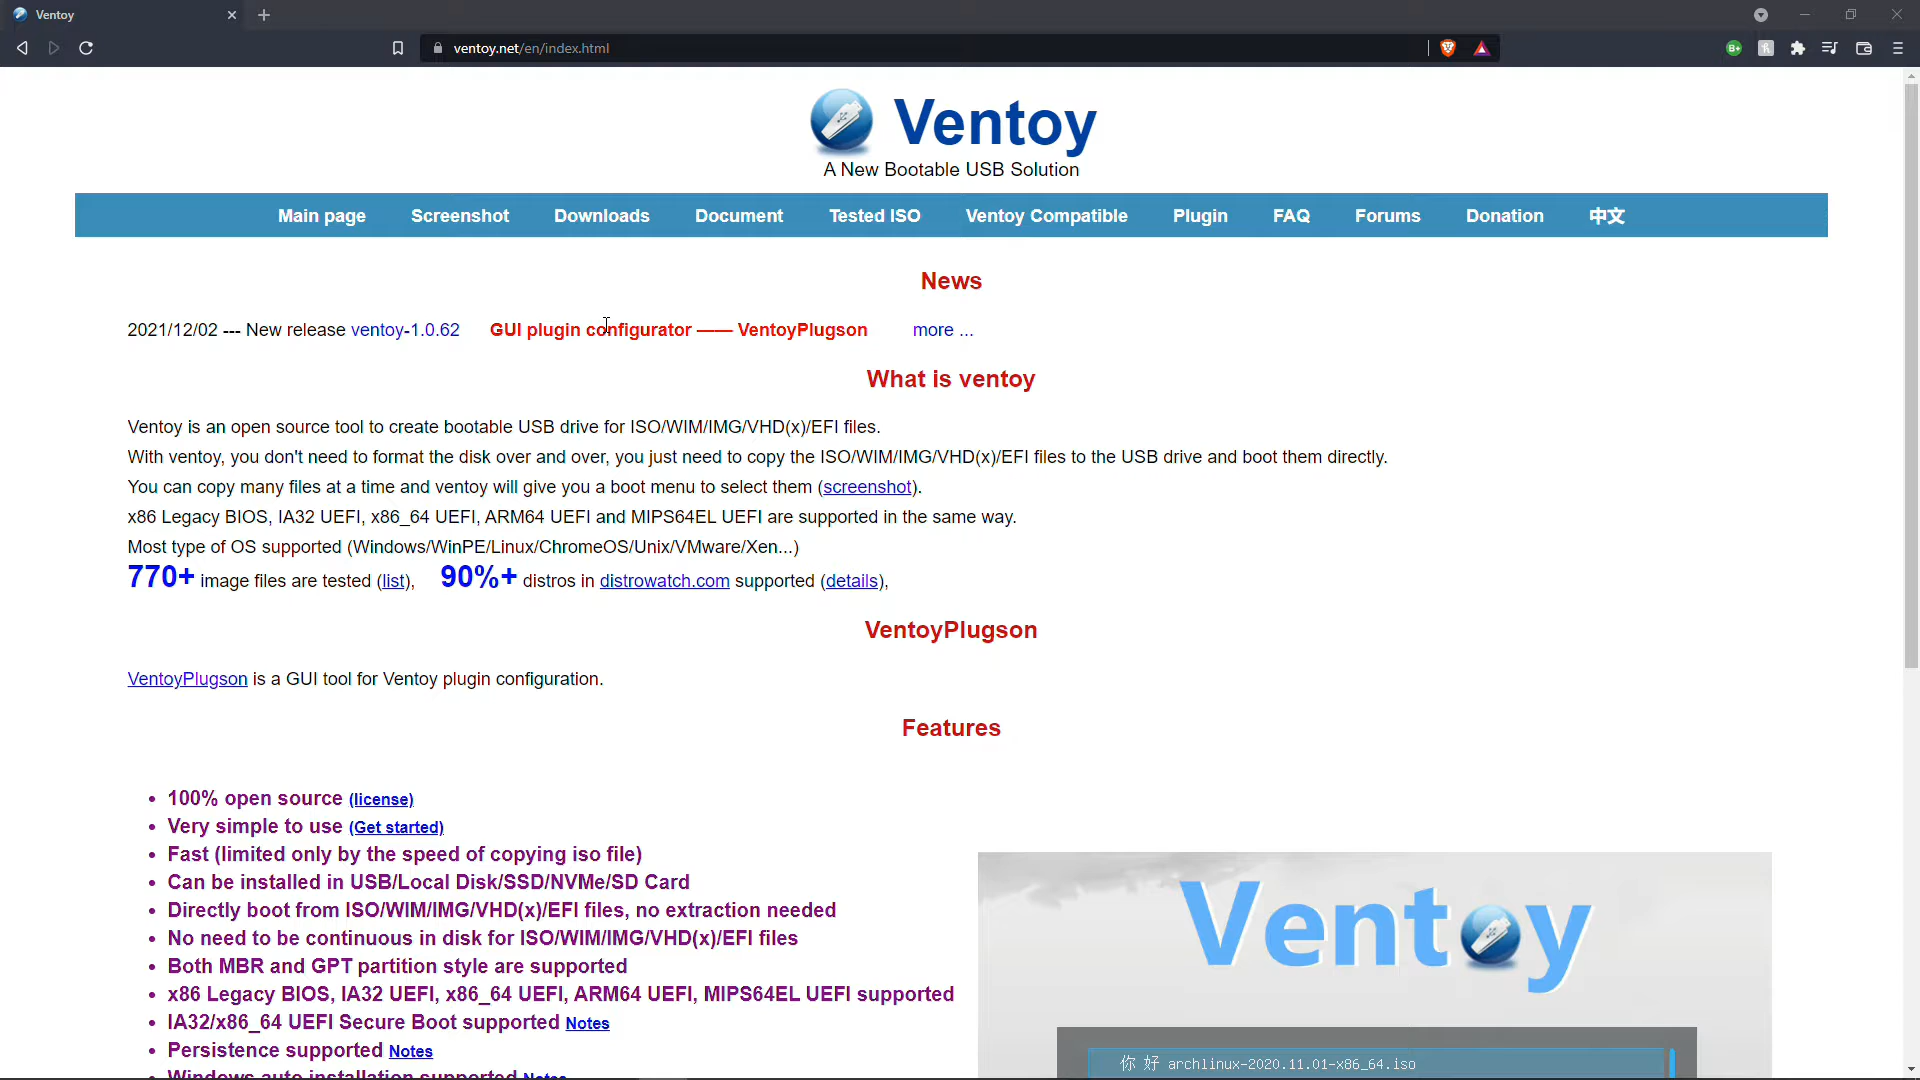 Ventoy
ventoy.net/en/index.html
Ventoy
A New Bootable USB Solution
Main page Screenshot Downloads Document Tested ISO Ventoy Compatible Plugin FAQ Forums Donation 中文
News
2021/12/02 --- New release ventoy-1.0.62 GUI plugin configurator —— VentoyPlugson more ...
What is ventoy
Ventoy is an open source tool to create bootable USB drive for ISO/WIM/IMG/VHD(x)/EFI files.
With ventoy, you don't need to format the disk over and over, you just need to copy the ISO/WIM/IMG/VHD(x)/EFI files to the USB drive and boot them directly.
You can copy many files at a time and ventoy will give you a boot menu to select them (screenshot).
x86 Legacy BIOS, IA32 UEFI, x86_64 UEFI, ARM64 UEFI and MIPS64EL UEFI are supported in the same way.
Most type of OS supported (Windows/WinPE/Linux/ChromeOS/Unix/VMware/Xen...)
770+ image files are tested (list), 90%+ distros in distrowatch.com supported (details),
VentoyPlugson
VentoyPlugson is a GUI tool for Ventoy plugin configuration.
Features
• 100% open source (license)
• Very simple to use (Get started)
• Fast (limited only by the speed of copying iso file)
• Can be installed in USB/Local Disk/SSD/NVMe/SD Card
• Directly boot from ISO/WIM/IMG/VHD(x)/EFI files, no extraction needed
• No need to be continuous in disk for ISO/WIM/IMG/VHD(x)/EFI files
• Both MBR and GPT partition style are supported
• x86 Legacy BIOS, IA32 UEFI, x86_64 UEFI, ARM64 UEFI, MIPS64EL UEFI supported
• IA32/x86_64 UEFI Secure Boot supported Notes
• Persistence supported Notes
• Windows auto installation supported Notes
Ventoy
你 好 archlinux-2020.11.01-x86_64.iso